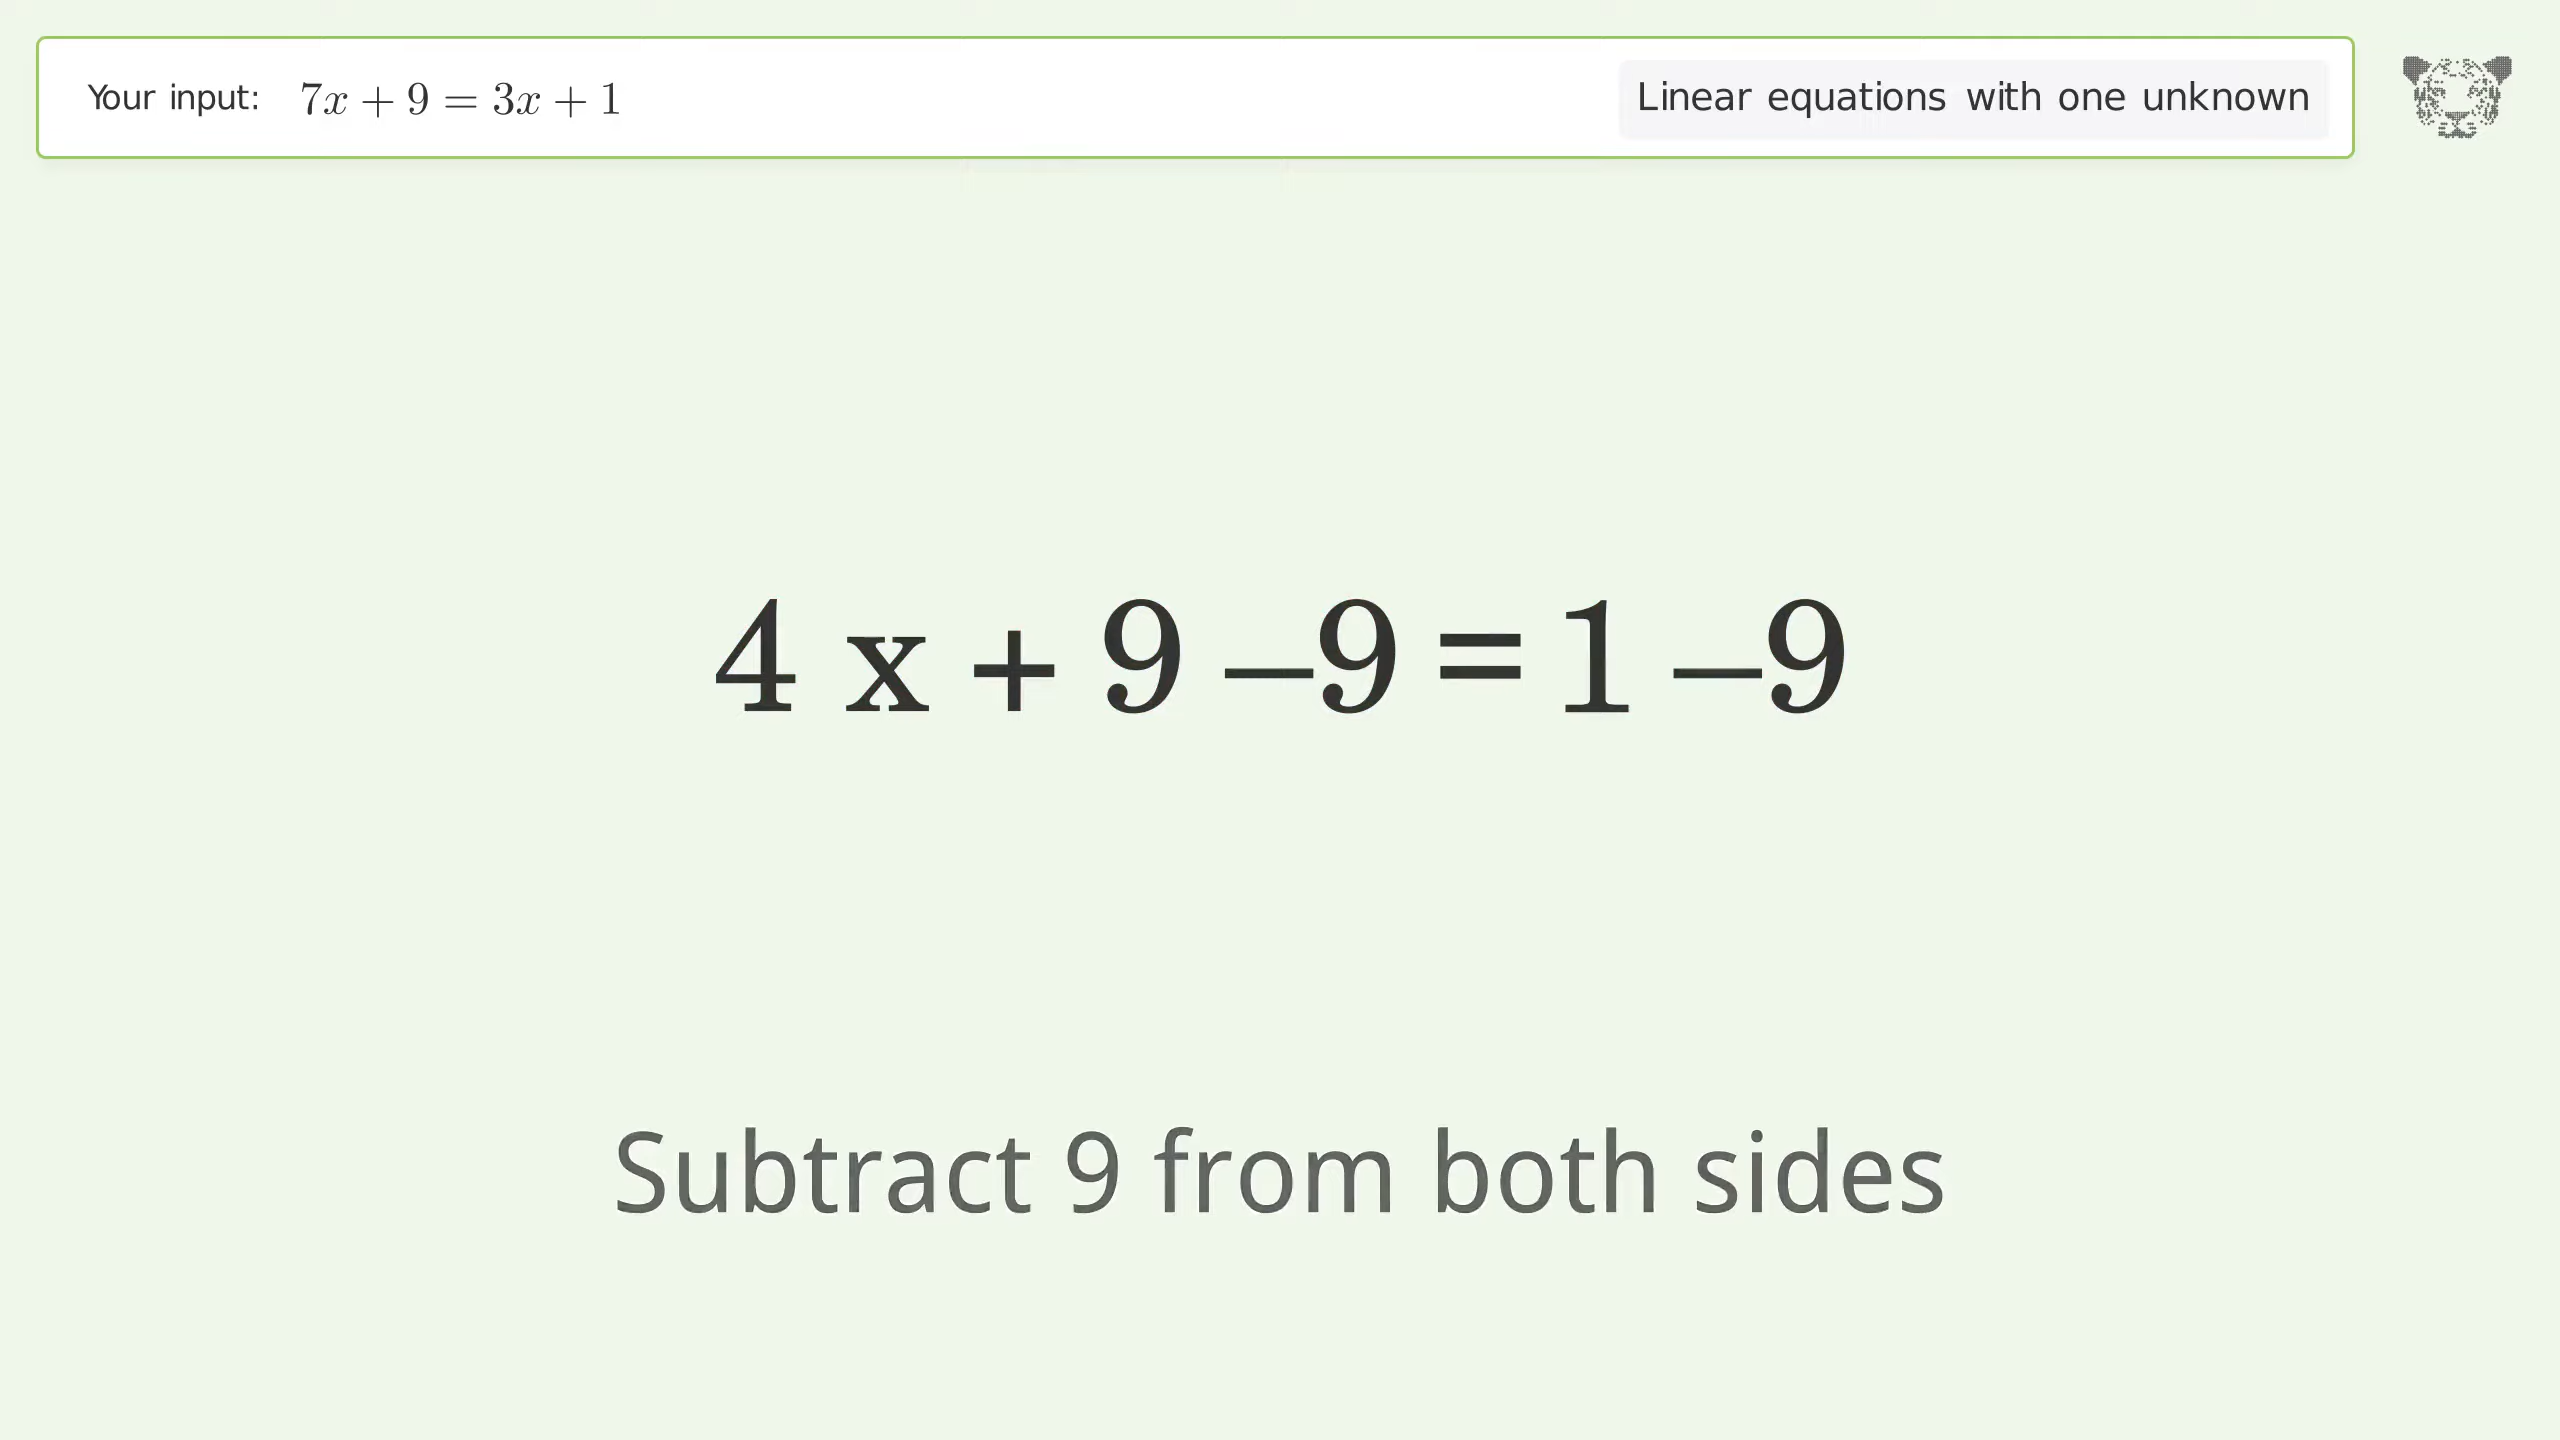 Your input: 7x + 9 = 3x + 1 Linear equations with one unknown
4 x + 9 –9 = 1 –9
Subtract 9 from both sides